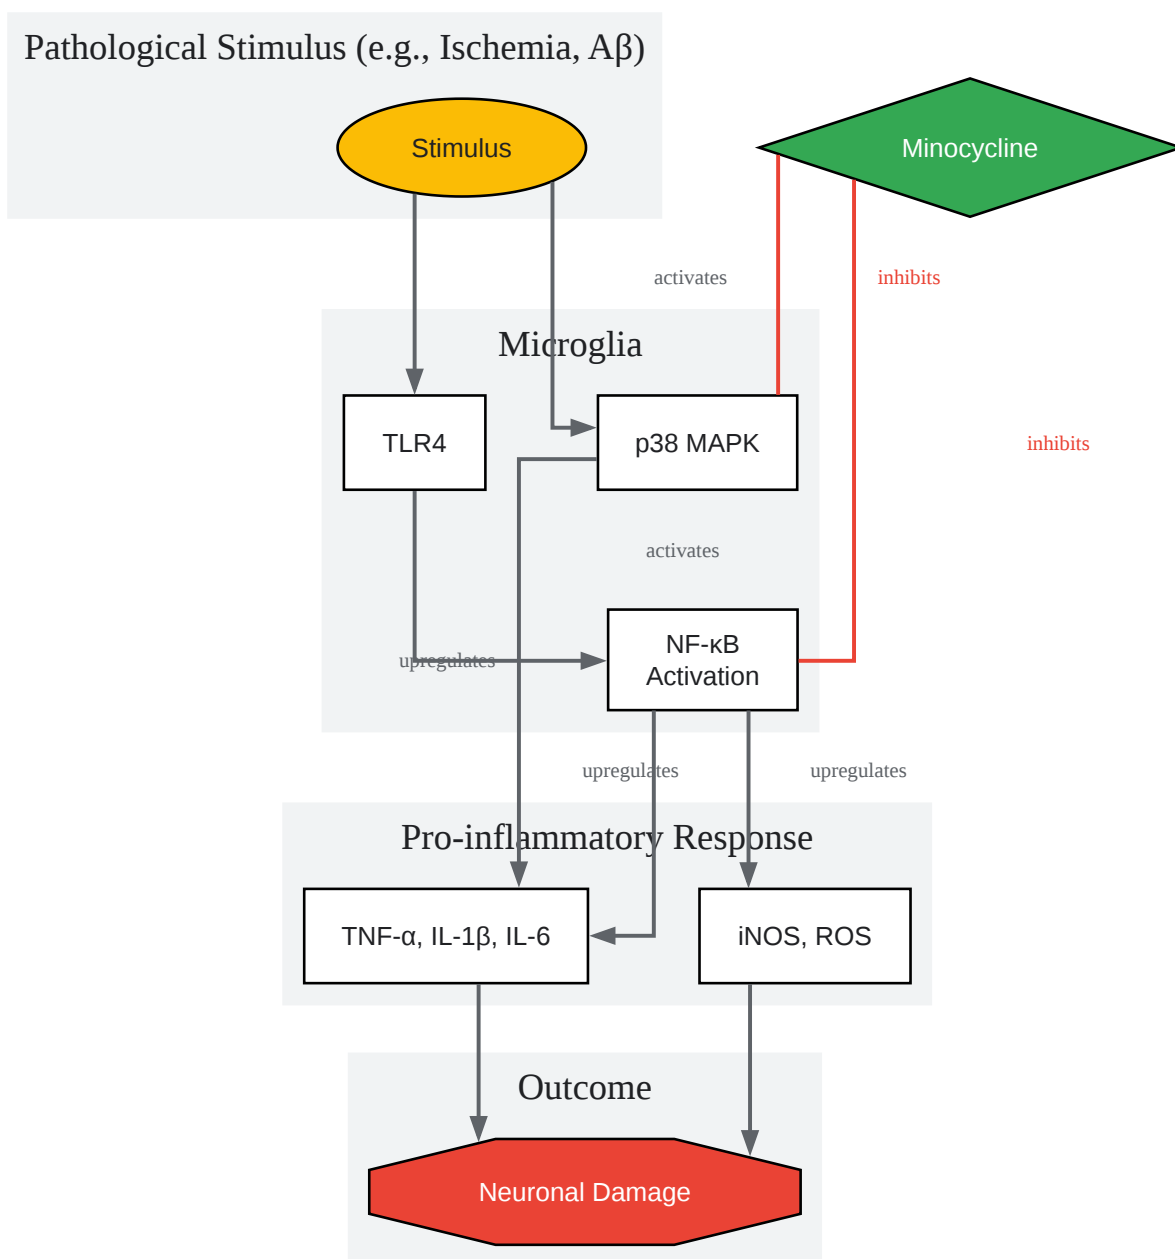 Pathological Stimulus (e.g., Ischemia, Aβ)
Stimulus
Minocycline
activates
inhibits
Microglia
TLR4
p38 MAPK
inhibits
activates
NF-κB
Activation
upregulates
upregulates
upregulates
Pro-inflammatory Response
TNF-α, IL-1β, IL-6
iNOS, ROS
Outcome
Neuronal Damage